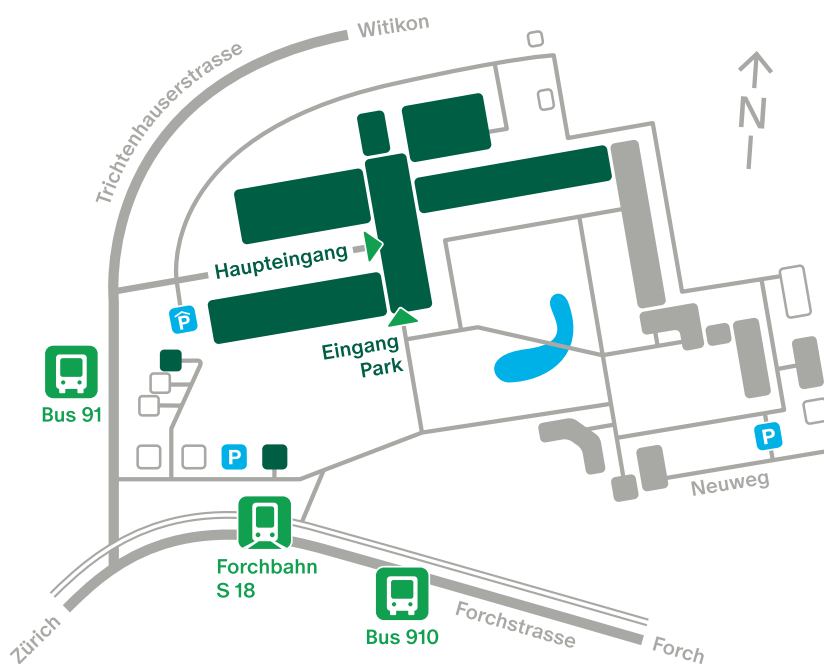 Witikon
Trichtenhauserstrasse
N
Haupteingang
P
Eingang
Park
Bus 91
P
P
Neuweg
Forchbahn
S 18
Bus 910
Forchstrasse
Zürich
Forch